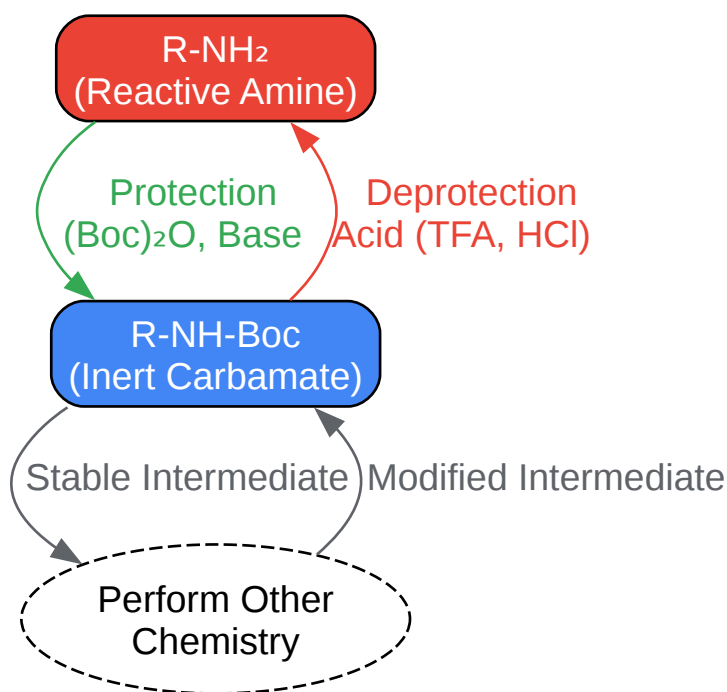 R-NH₂
(Reactive Amine)
Protection
(Boc)₂O, Base
Deprotection
Acid (TFA, HCl)
R-NH-Boc
(Inert Carbamate)
Stable Intermediate
Modified Intermediate
Perform Other
Chemistry